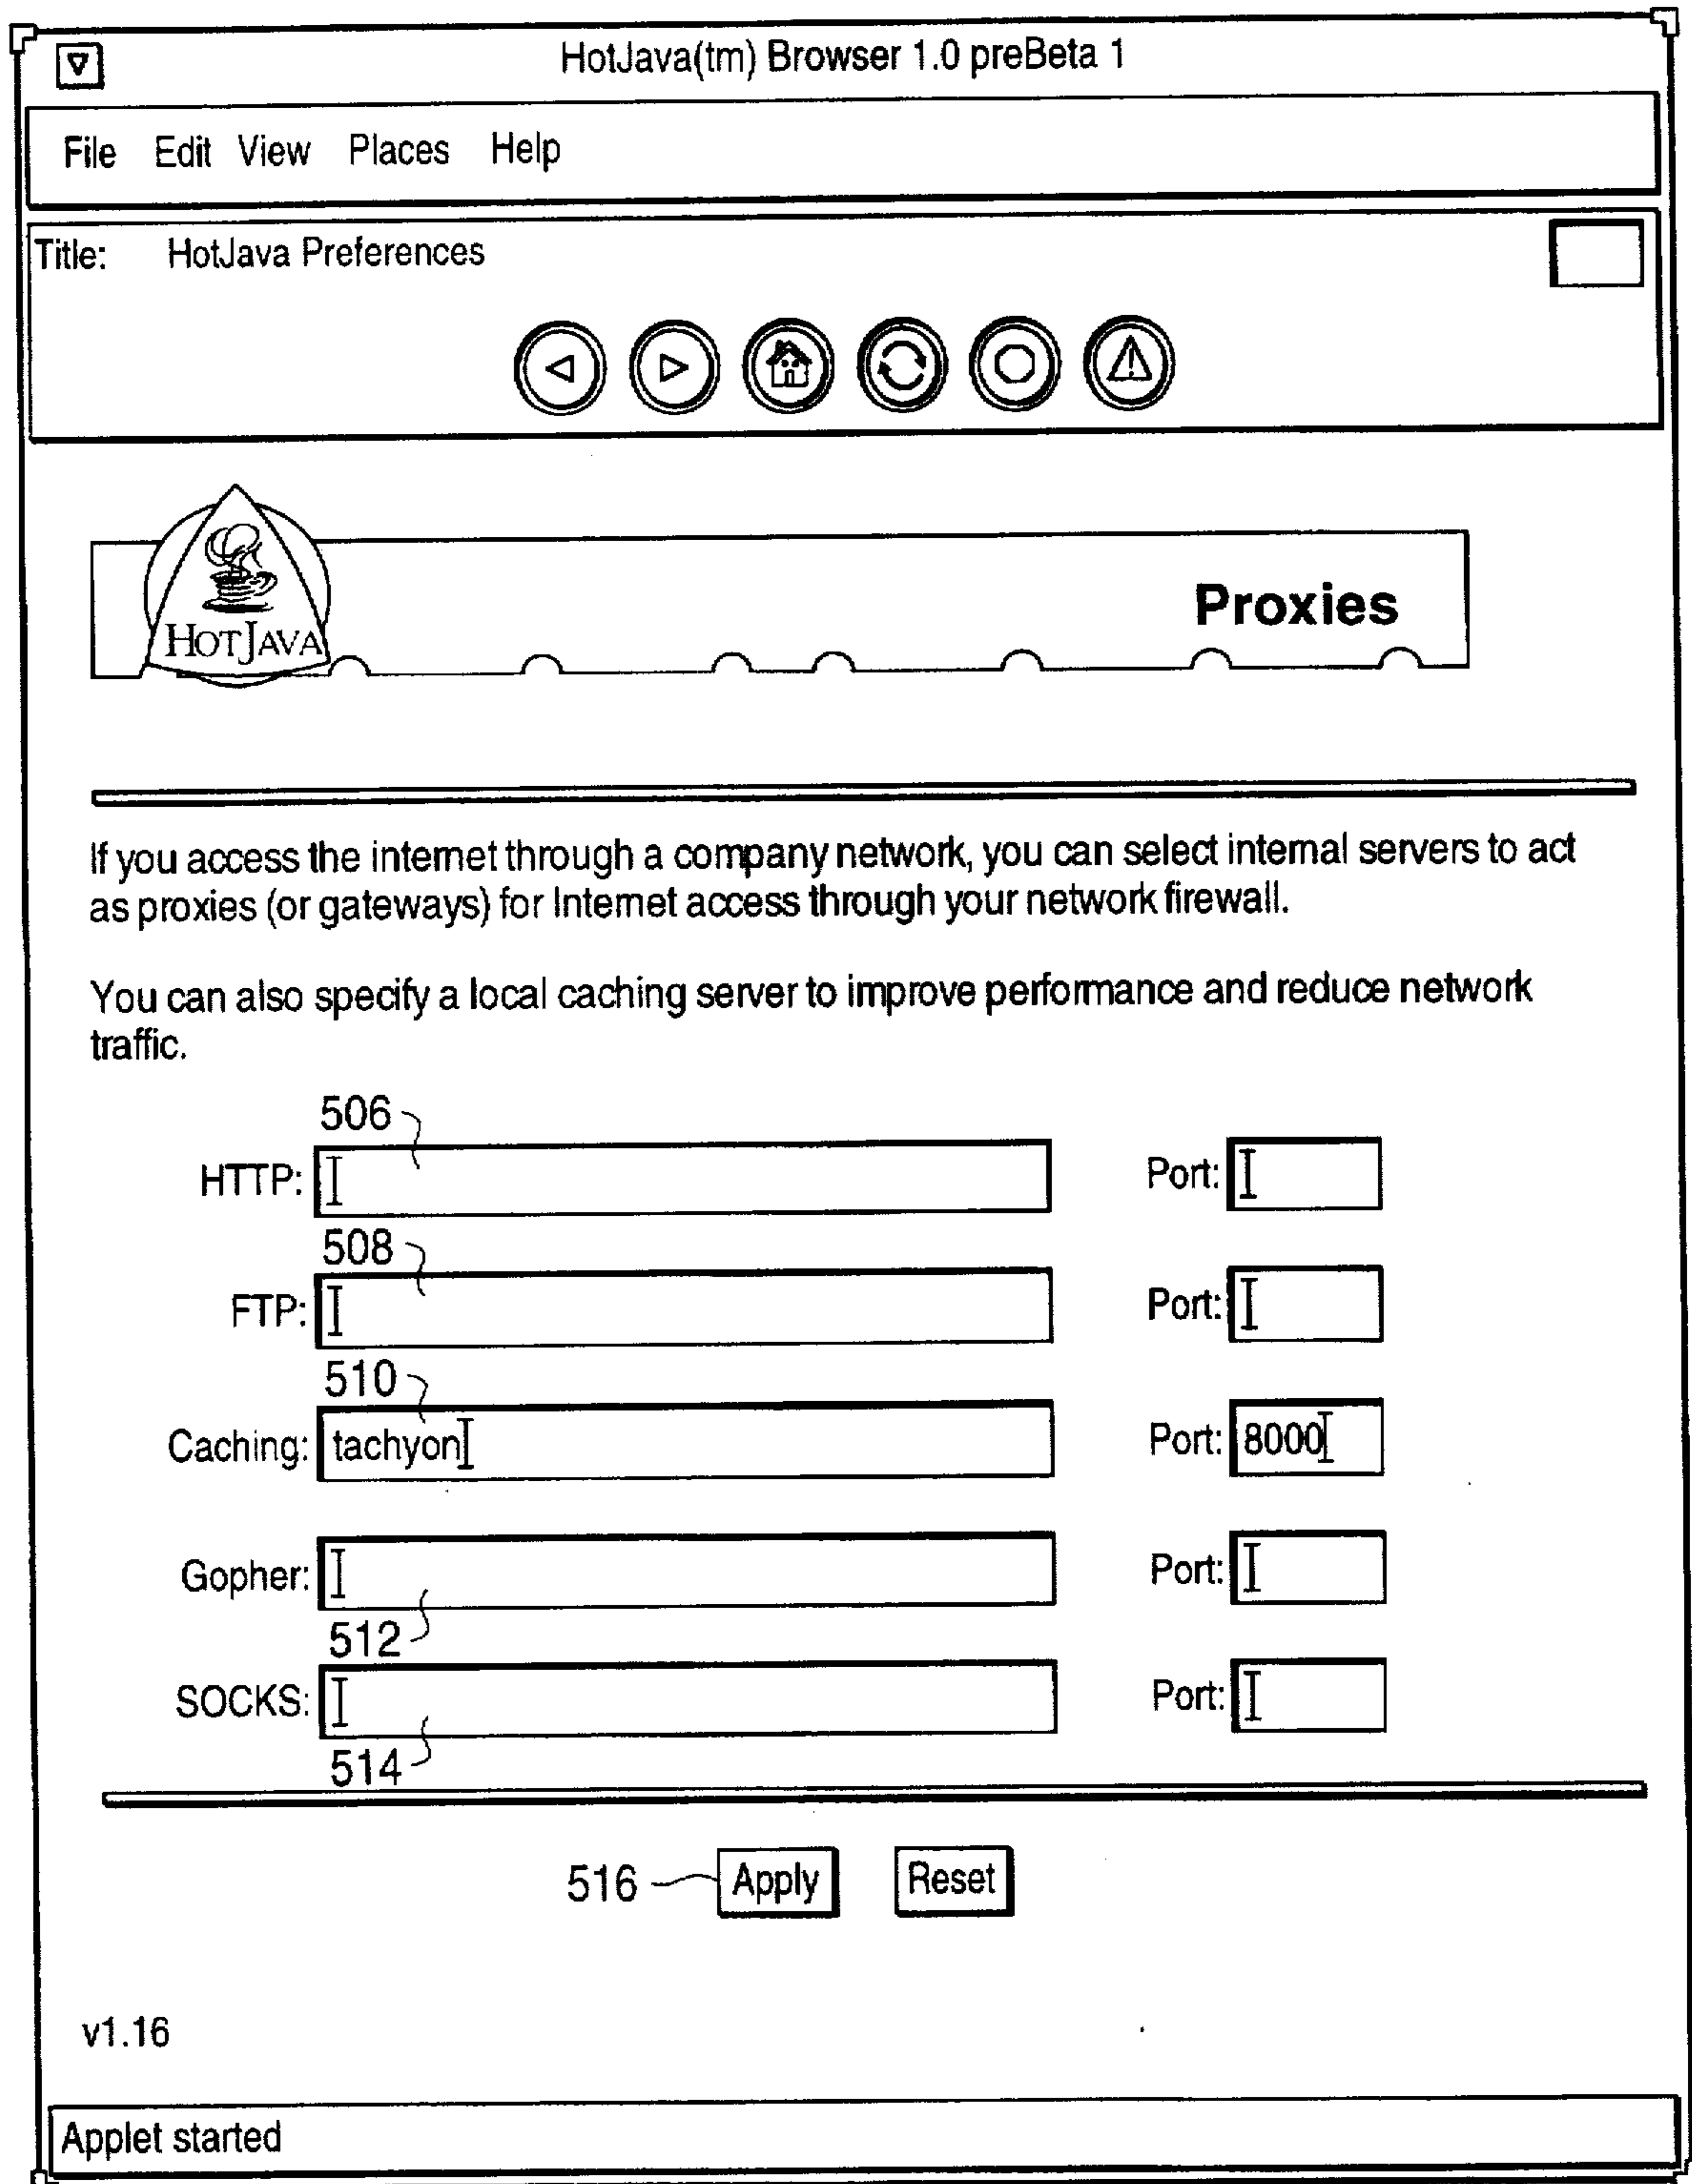 HotJava(tm) Browser 1.0 preBeta 1
File Edit View Places Help
Title: HotJava Preferences
HOTJAVA
Proxies
If you access the internet through a company network, you can select internal servers to act
as proxies (or gateways) for Internet access through your network firewall.
You can also specify a local caching server to improve performance and reduce network
traffic.
506
HTTP: Port:
508
FTP: Port:
510
Caching: tachyon Port: 8000
Gopher: Port:
512
SOCKS: Port:
514
516 Apply Reset
v1.16
Applet started